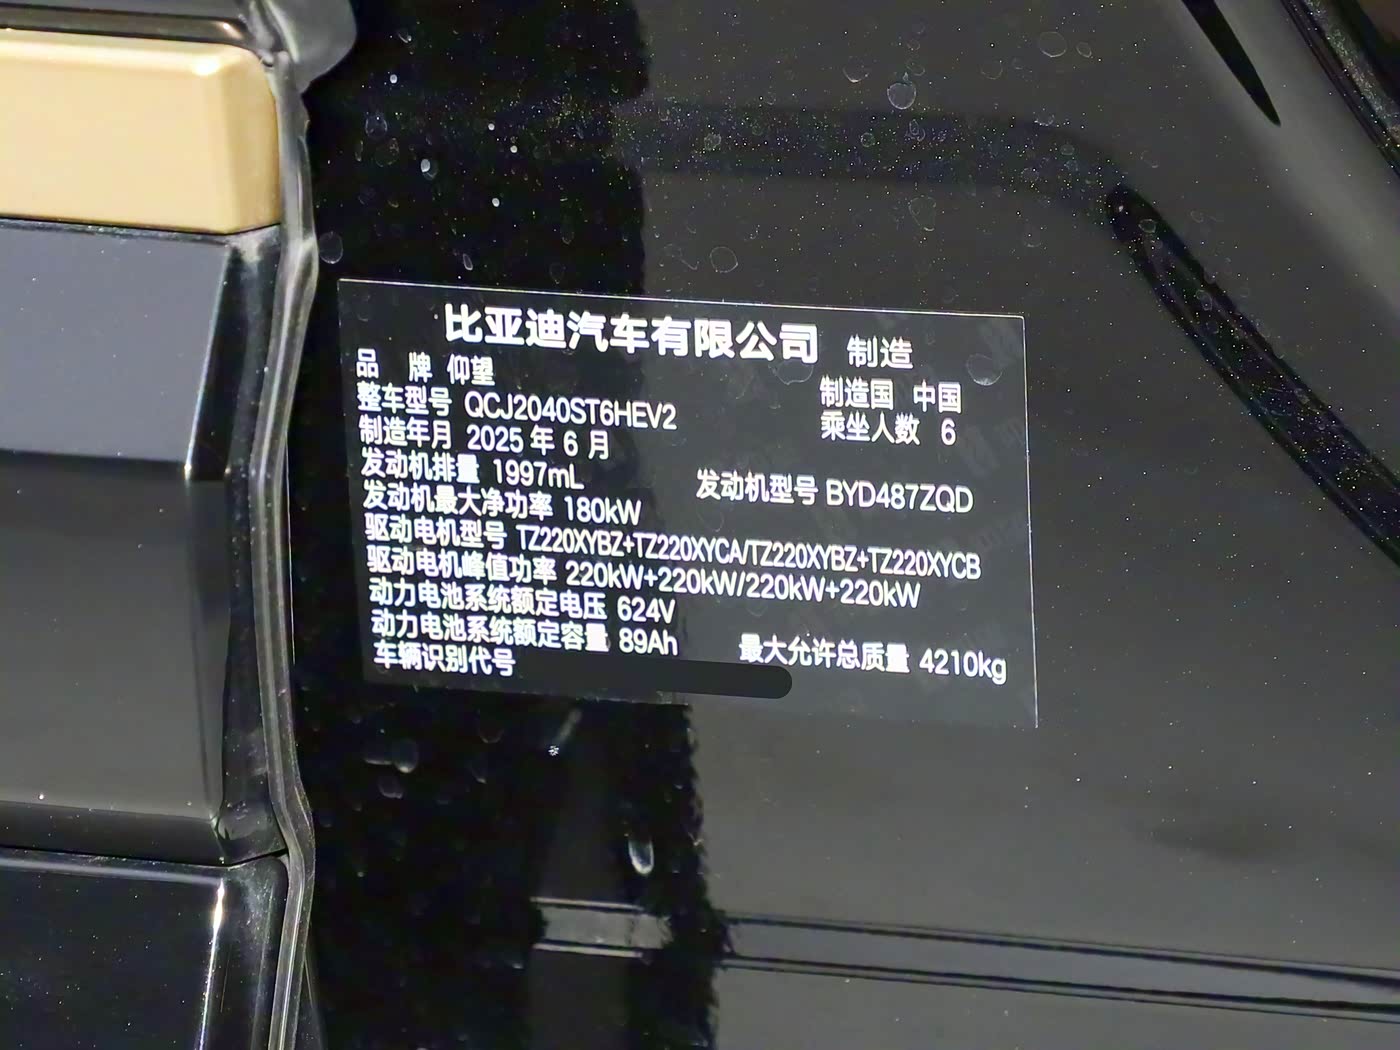 比亚迪汽车有限公司 制造
品 牌 仰望
制造国 中国
整车型号 QCJ2040ST6HEV2
乘坐人数 6
制造年月 2025 年 6 月
发动机排量 1997mL
发动机型号 BYD487ZQD
发动机最大净功率 180kW
驱动电机型号 TZ220XYBZ+TZ220XYCA/TZ220XYBZ+TZ220XYCB
驱动电机峰值功率 220kW+220kW/220kW+220kW
动力电池系统额定电压 624V
动力电池系统额定容量 89Ah
最大允许总质量 4210kg
车辆识别代号